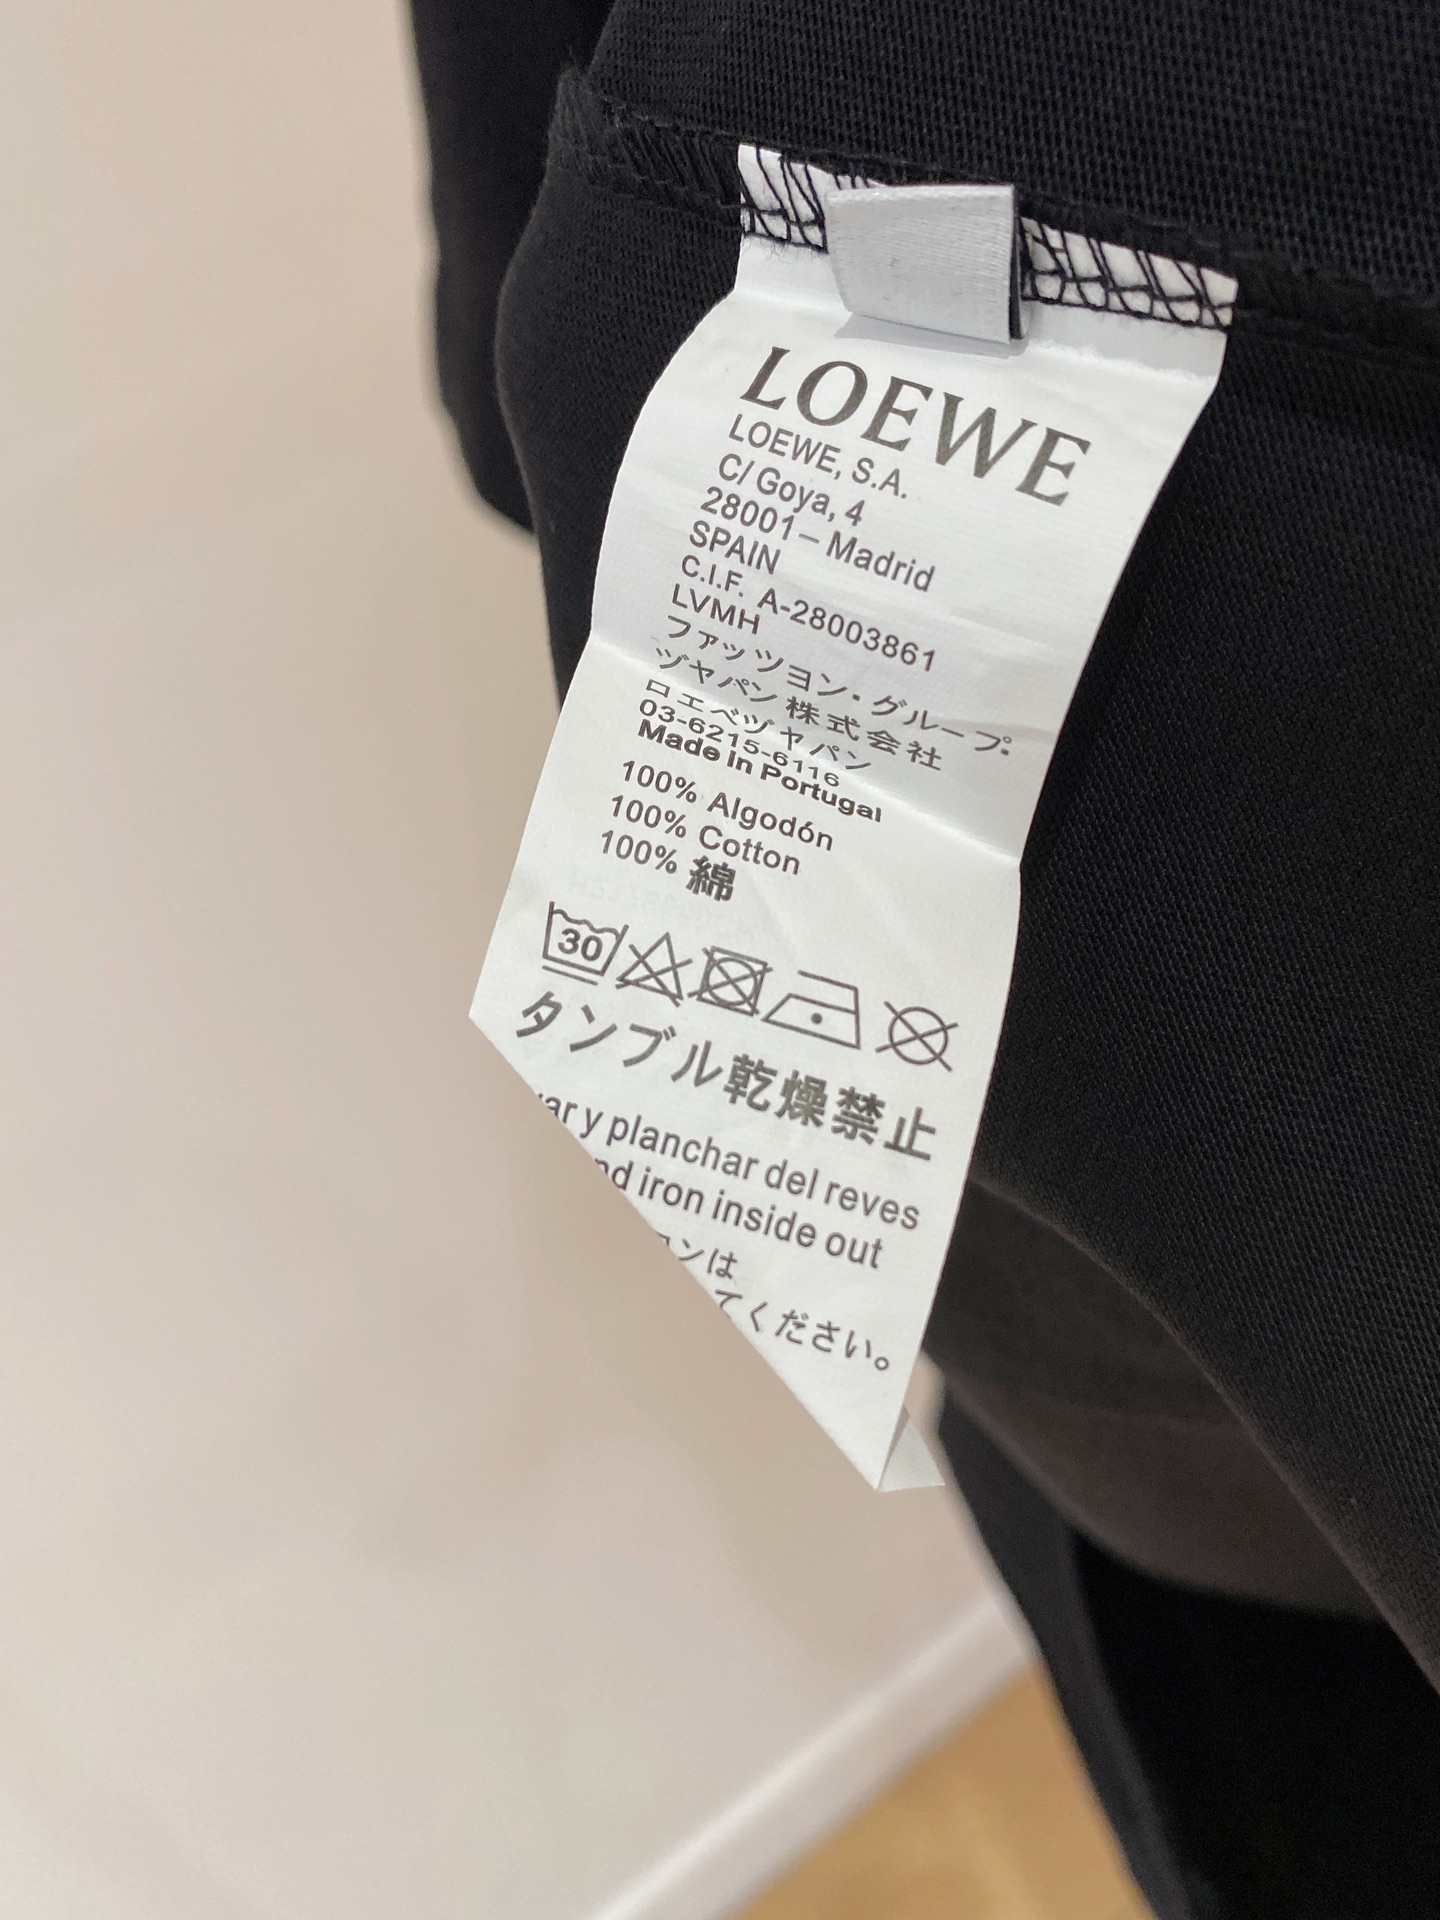 LOEWE
LOEWE, S.A.
C/ Goya, 4
28001– Madrid
SPAIN
C.I.F. A-28003861
LVMH
ファッツヨン・グループ.
ヅヤパン株式会社
ロエベヅヤパン
03-6215-6116
Made in Portugal
100% Algodón
100% Cotton
100% 綿
30
タンブル乾燥禁止
y planchar del reves
iron inside out
ンは
てください。